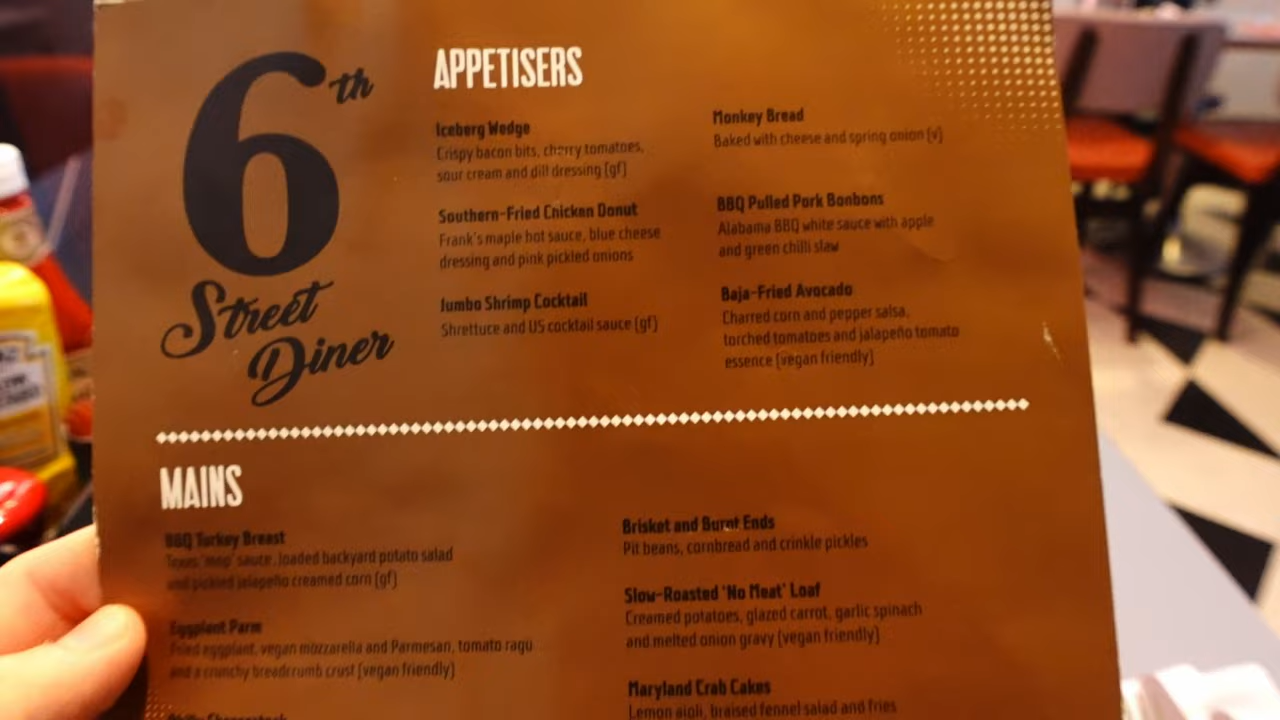 6th
Street
Diner
APPETISERS
Iceberg Wedge
Crispy bacon bits, cherry tomatoes,
sour cream and dill dressing (gf)
Southern-Fried Chicken Donut
Frank's maple hot sauce, blue cheese
dressing and pink pickled onions
Jumbo Shrimp Cocktail
Shrettuce and US cocktail sauce (gf)
Monkey Bread
Baked with cheese and spring onion (v)
BBQ Pulled Pork Bonbons
Alabama BBQ white sauce with apple
and green chilli slaw
Baja-Fried Avocado
Charred corn and pepper salsa,
torched tomatoes and jalapeño tomato
essence (vegan friendly)
MAINS
BBQ Turkey Breast
Texas 'mop' sauce, loaded backyard potato salad
and pickled jalapeño creamed corn (gf)
Eggplant Parm
Fried eggplant, vegan mozzarella and Parmesan, tomato ragù
and a crunchy breadcrumb crust (vegan friendly)
Brisket and Burnt Ends
Pit beans, cornbread and crinkle pickles
Slow-Roasted 'No Meat' Loaf
Creamed potatoes, glazed carrot, garlic spinach
and melted onion gravy (vegan friendly)
Maryland Crab Cakes
Lemon aioli, braised fennel salad and fries